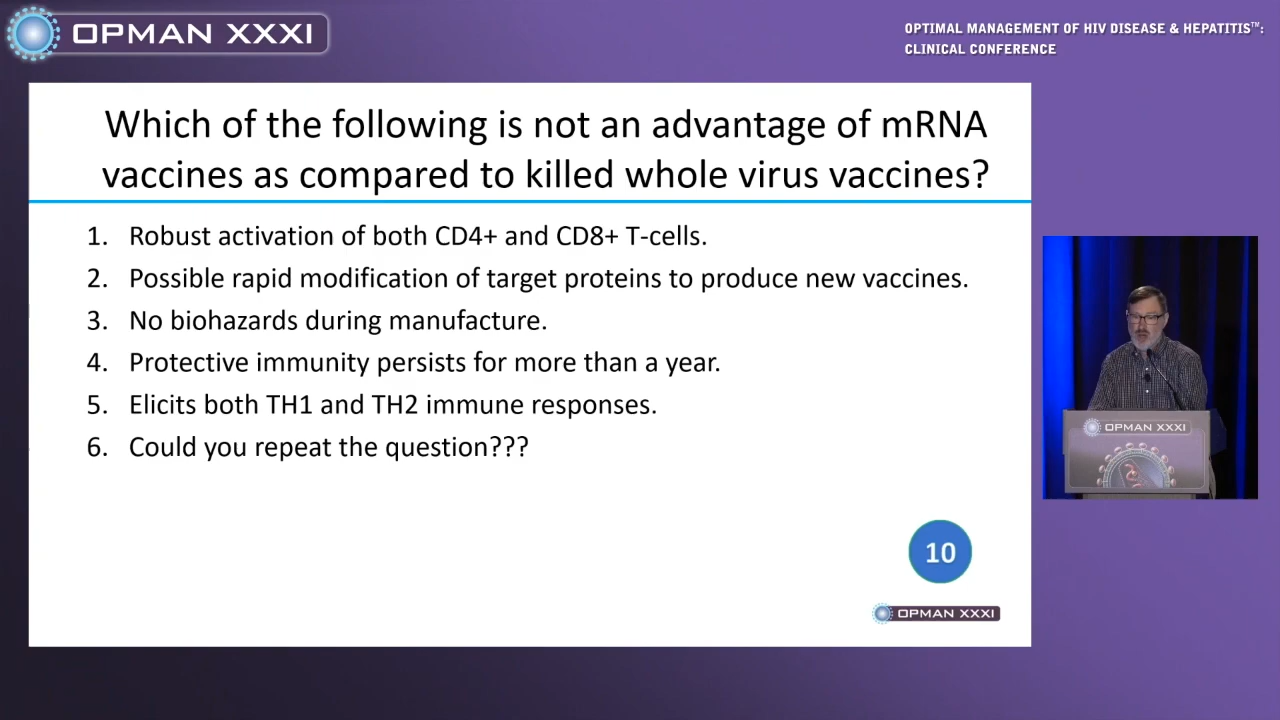 OPMAN XXXI
OPTIMAL MANAGEMENT OF HIV DISEASE & HEPATITIS™:
CLINICAL CONFERENCE
Which of the following is not an advantage of mRNA
vaccines as compared to killed whole virus vaccines?
1. Robust activation of both CD4+ and CD8+ T-cells.
2. Possible rapid modification of target proteins to produce new vaccines.
3. No biohazards during manufacture.
4. Protective immunity persists for more than a year.
5. Elicits both TH1 and TH2 immune responses.
6. Could you repeat the question???
10
OPMAN XXXI
OPMAN XXXI